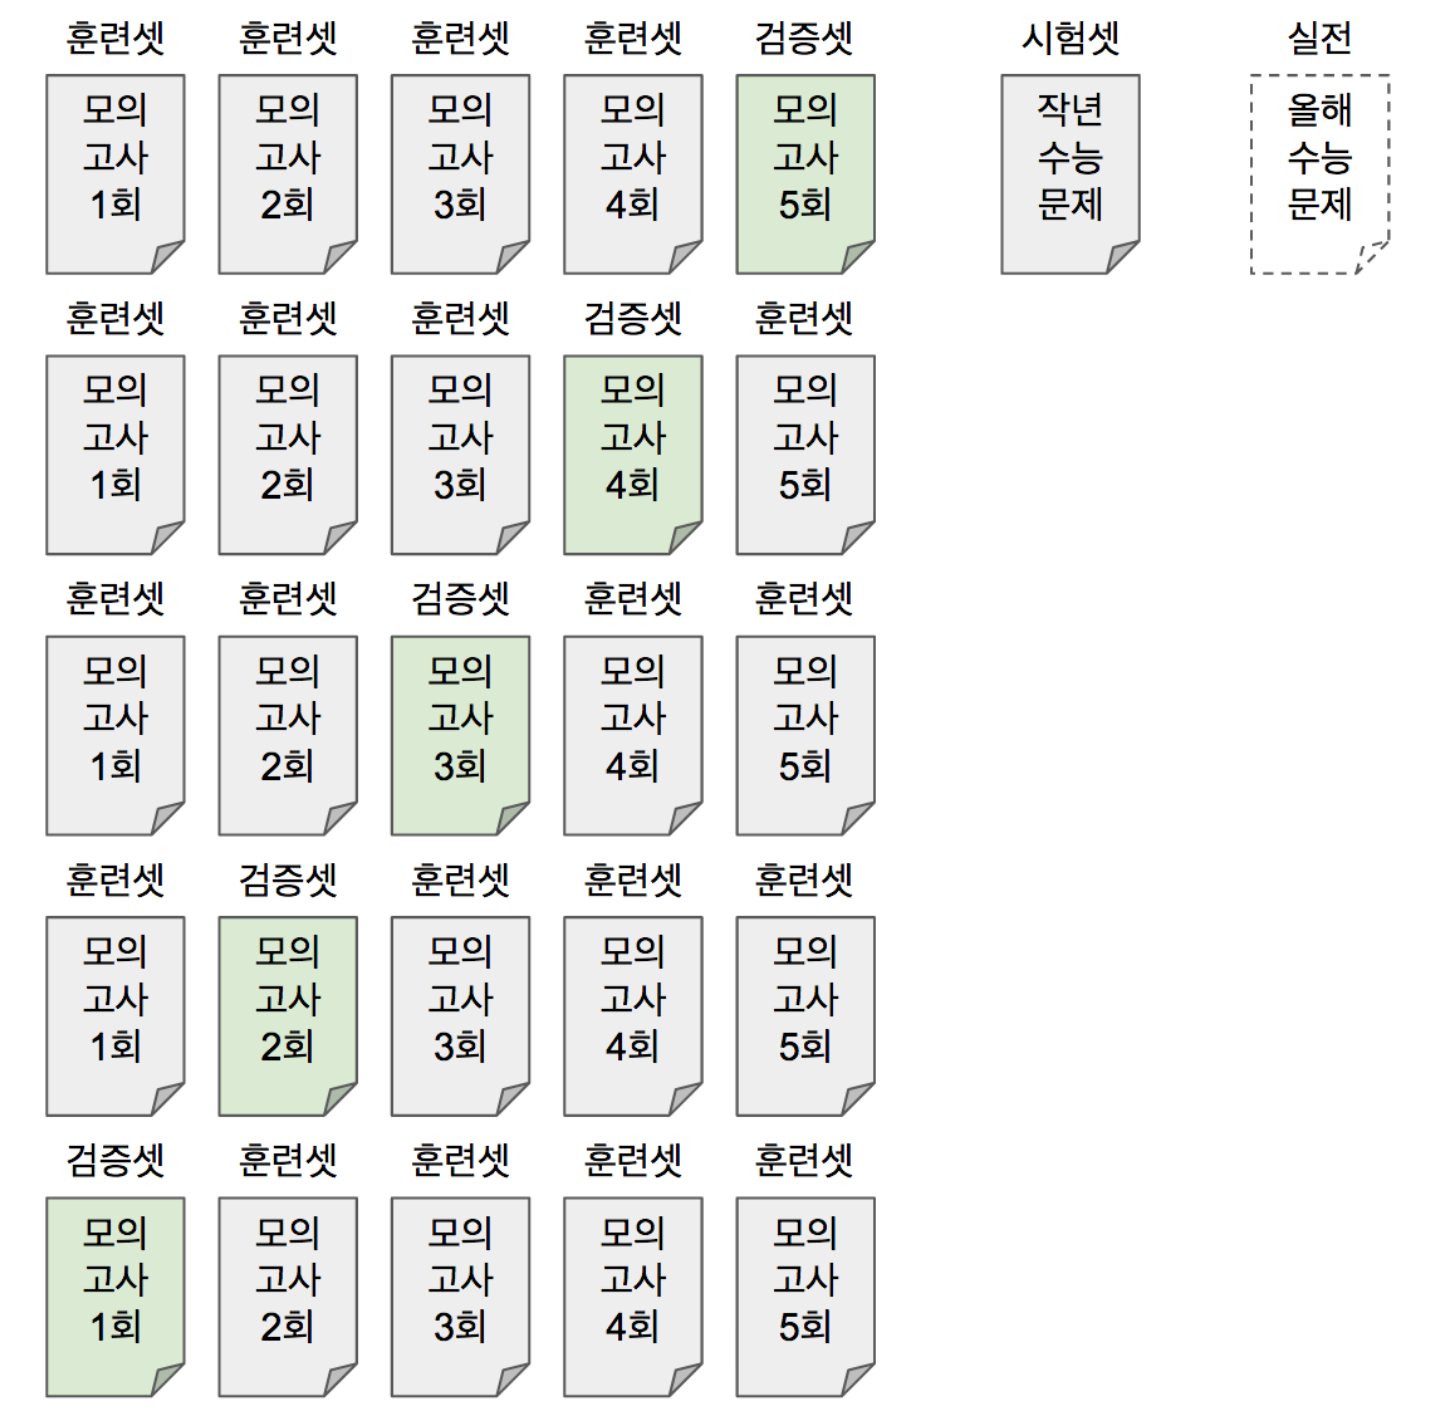 훈련셋 훈련셋 훈련셋 훈련셋 검증셋 시험셋 실전
모의 모의 모의 모의 모의 작년 올해
고사 고사 고사 고사 고사 수능 수능
1회 2회 3회 4회 5회 문제 문제
훈련셋 훈련셋 훈련셋 검증셋 훈련셋
모의 모의 모의 모의 모의
고사 고사 고사 고사 고사
1회 2회 3회 4회 5회
훈련셋 훈련셋 검증셋 훈련셋 훈련셋
모의 모의 모의 모의 모의
고사 고사 고사 고사 고사
1회 2회 3회 4회 5회
훈련셋 검증셋 훈련셋 훈련셋 훈련셋
모의 모의 모의 모의 모의
고사 고사 고사 고사 고사
1회 2회 3회 4회 5회
검증셋 훈련셋 훈련셋 훈련셋 훈련셋
모의 모의 모의 모의 모의
고사 고사 고사 고사 고사
1회 2회 3회 4회 5회